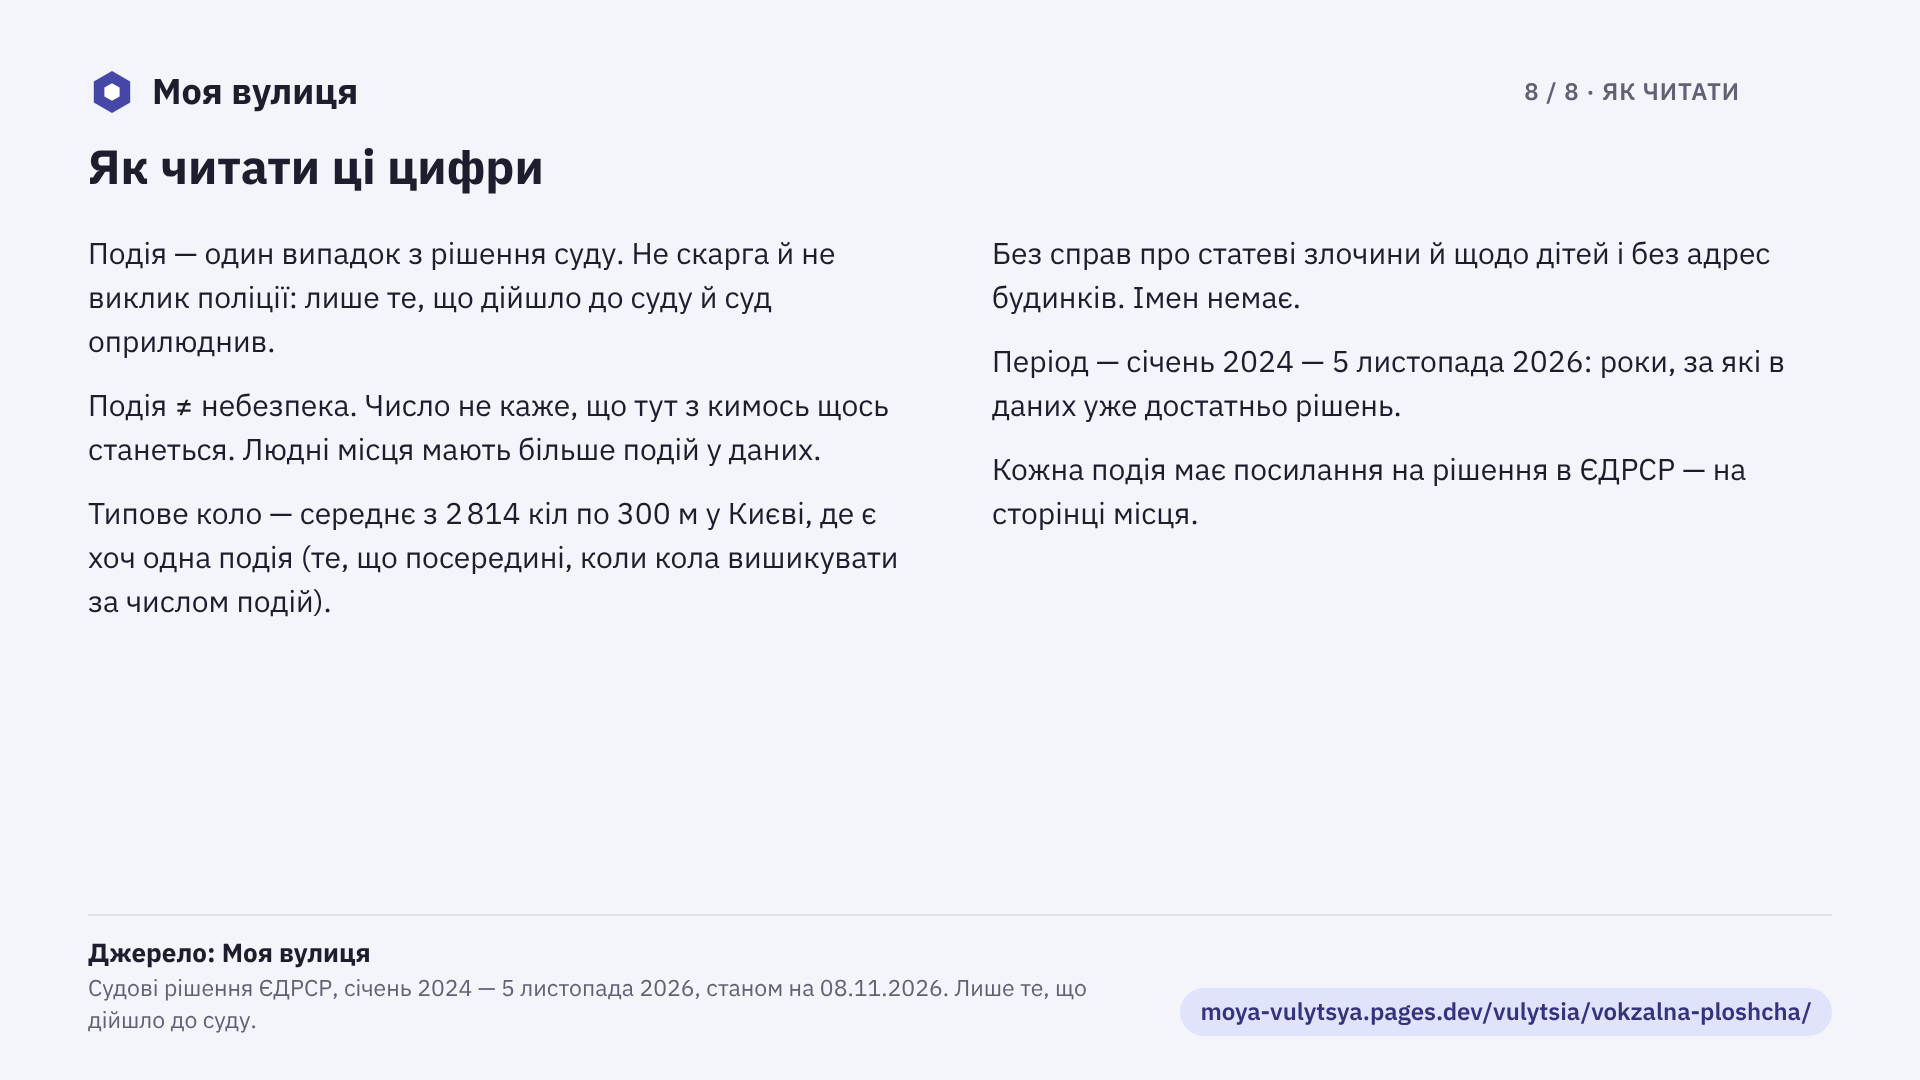 Моя вулиця
8 / 8 · ЯК ЧИТАТИ
Як читати ці цифри
Подія — один випадок з рішення суду. Не скарга й не
виклик поліції: лише те, що дійшло до суду й суд
оприлюднив.
Подія ≠ небезпека. Число не каже, що тут з кимось щось
станеться. Людні місця мають більше подій у даних.
Типове коло — середнє з 2 814 кіл по 300 м у Києві, де є
хоч одна подія (те, що посередині, коли кола вишикувати
за числом подій).
Без справ про статеві злочини й щодо дітей і без адрес
будинків. Імен немає.
Період — січень 2024 — 5 листопада 2026: роки, за які в
даних уже достатньо рішень.
Кожна подія має посилання на рішення в ЄДРСР — на
сторінці місця.
Джерело: Моя вулиця
Судові рішення ЄДРСР, січень 2024 — 5 листопада 2026, станом на 08.11.2026. Лише те, що
дійшло до суду.
moya-vulytsya.pages.dev/vulytsia/vokzalna-ploshcha/